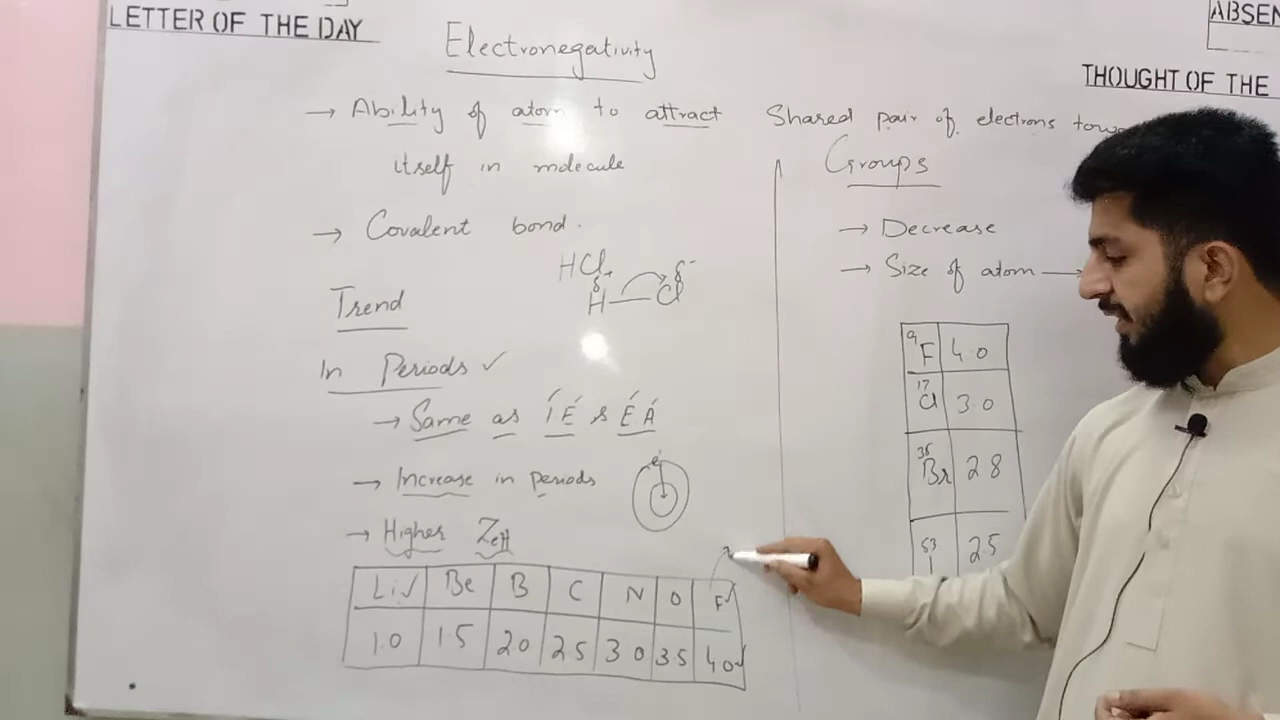 LETTER OF THE DAY
ABSEN
THOUGHT OF THE
Electronegativity
→ Ability of atom to attract Shared pair of electrons tow
itself in molecule
→ Covalent bond.
HCl
δ+ δ-
H — Cl
Trend
In Periods ✓
→ Same as I.E & E.A
→ Increase in periods
e-
→ Higher Zeff
Li✓ Be B C N O F✓
1.0 1.5 2.0 2.5 3.0 3.5 4.0✓
Groups
→ Decrease
→ Size of atom →
9 F 4.0
17 Cl 3.0
35 Br 2.8
53 I 2.5